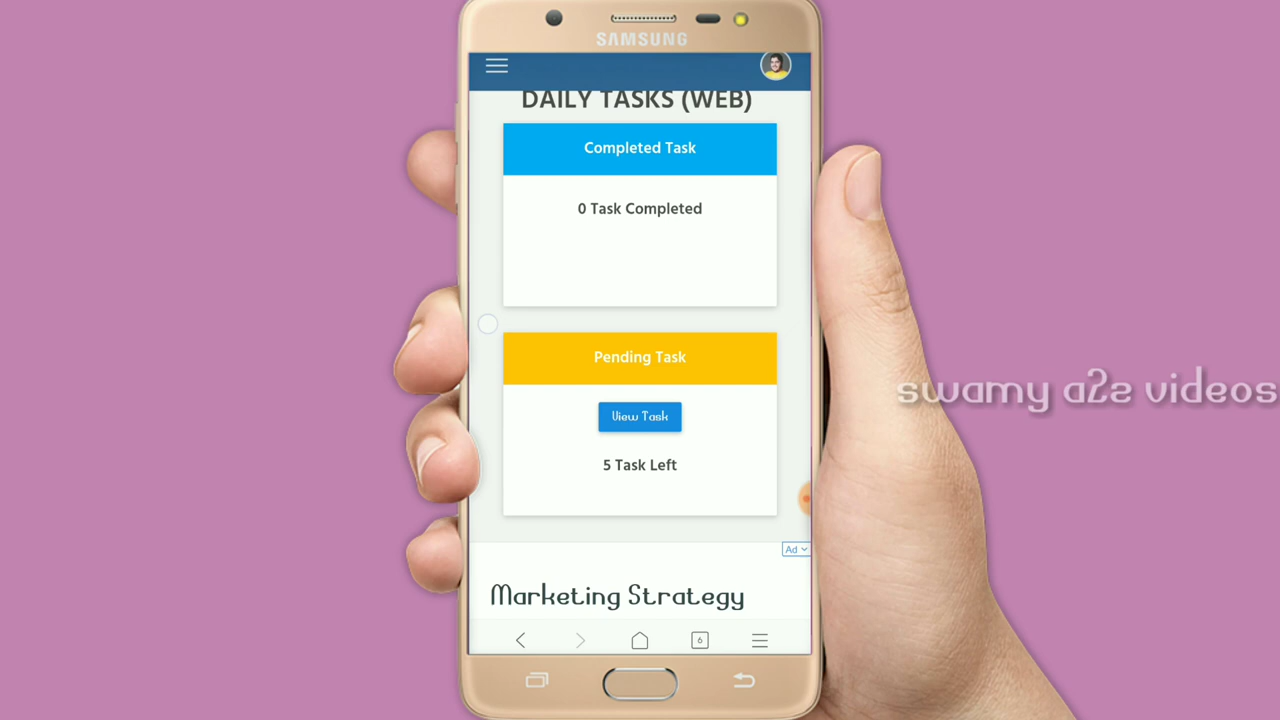 SAMSUNG
DAILY TASKS (WEB)
Completed Task
0 Task Completed
Pending Task
View Task
5 Task Left
Ad
Marketing Strategy
6
swamy a2z videos